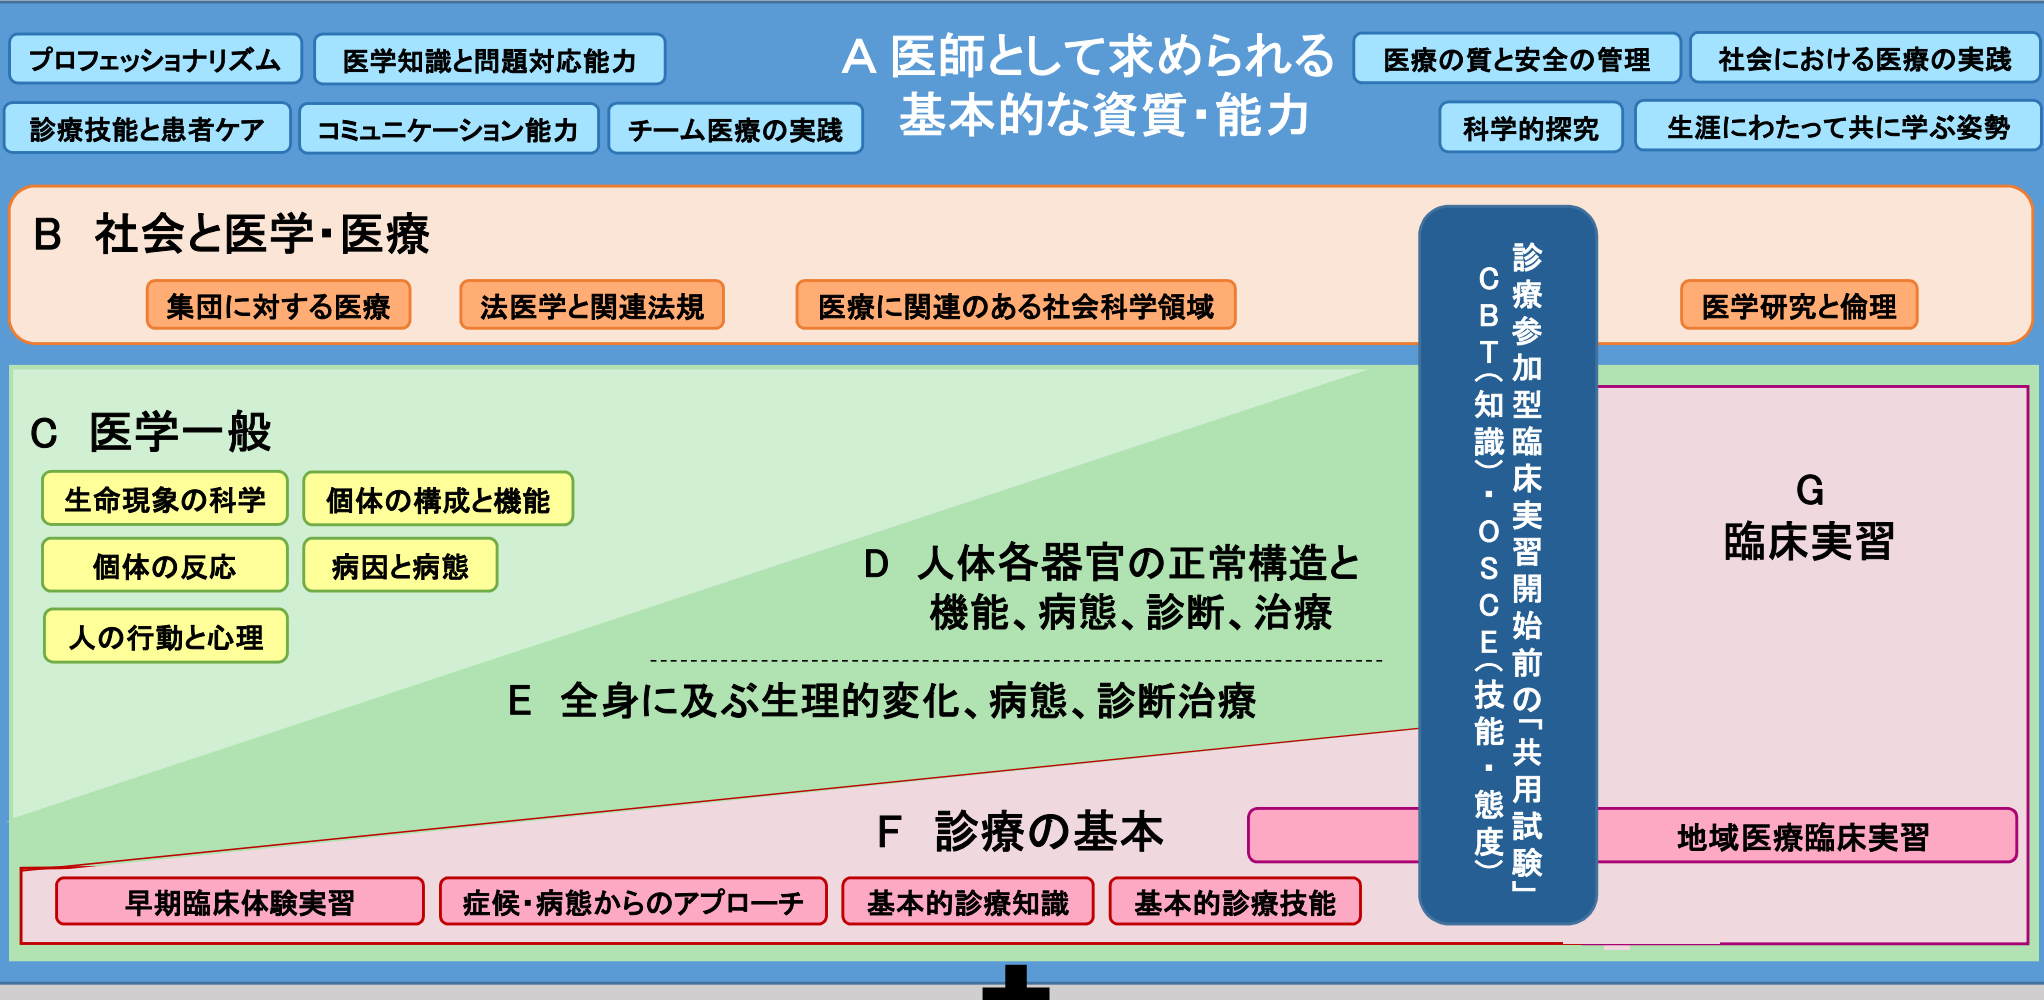 プロフェッショナリズム
医学知識と問題対応能力
診療技能と患者ケア
コミュニケーション能力
チーム医療の実践
A 医師として求められる
基本的な資質・能力
医療の質と安全の管理
社会における医療の実践
科学的探究
生涯にわたって共に学ぶ姿勢
B 社会と医学・医療
集団に対する医療
法医学と関連法規
医療に関連のある社会科学領域
医学研究と倫理
診療参加型臨床実習開始前の「共用試験」
CBT(知識)・OSCE(技能・態度)
C 医学一般
生命現象の科学
個体の構成と機能
個体の反応
病因と病態
人の行動と心理
D 人体各器官の正常構造と
機能、病態、診断、治療
E 全身に及ぶ生理的変化、病態、診断治療
F 診療の基本
早期臨床体験実習
症候・病態からのアプローチ
基本的診療知識
基本的診療技能
G
臨床実習
地域医療臨床実習